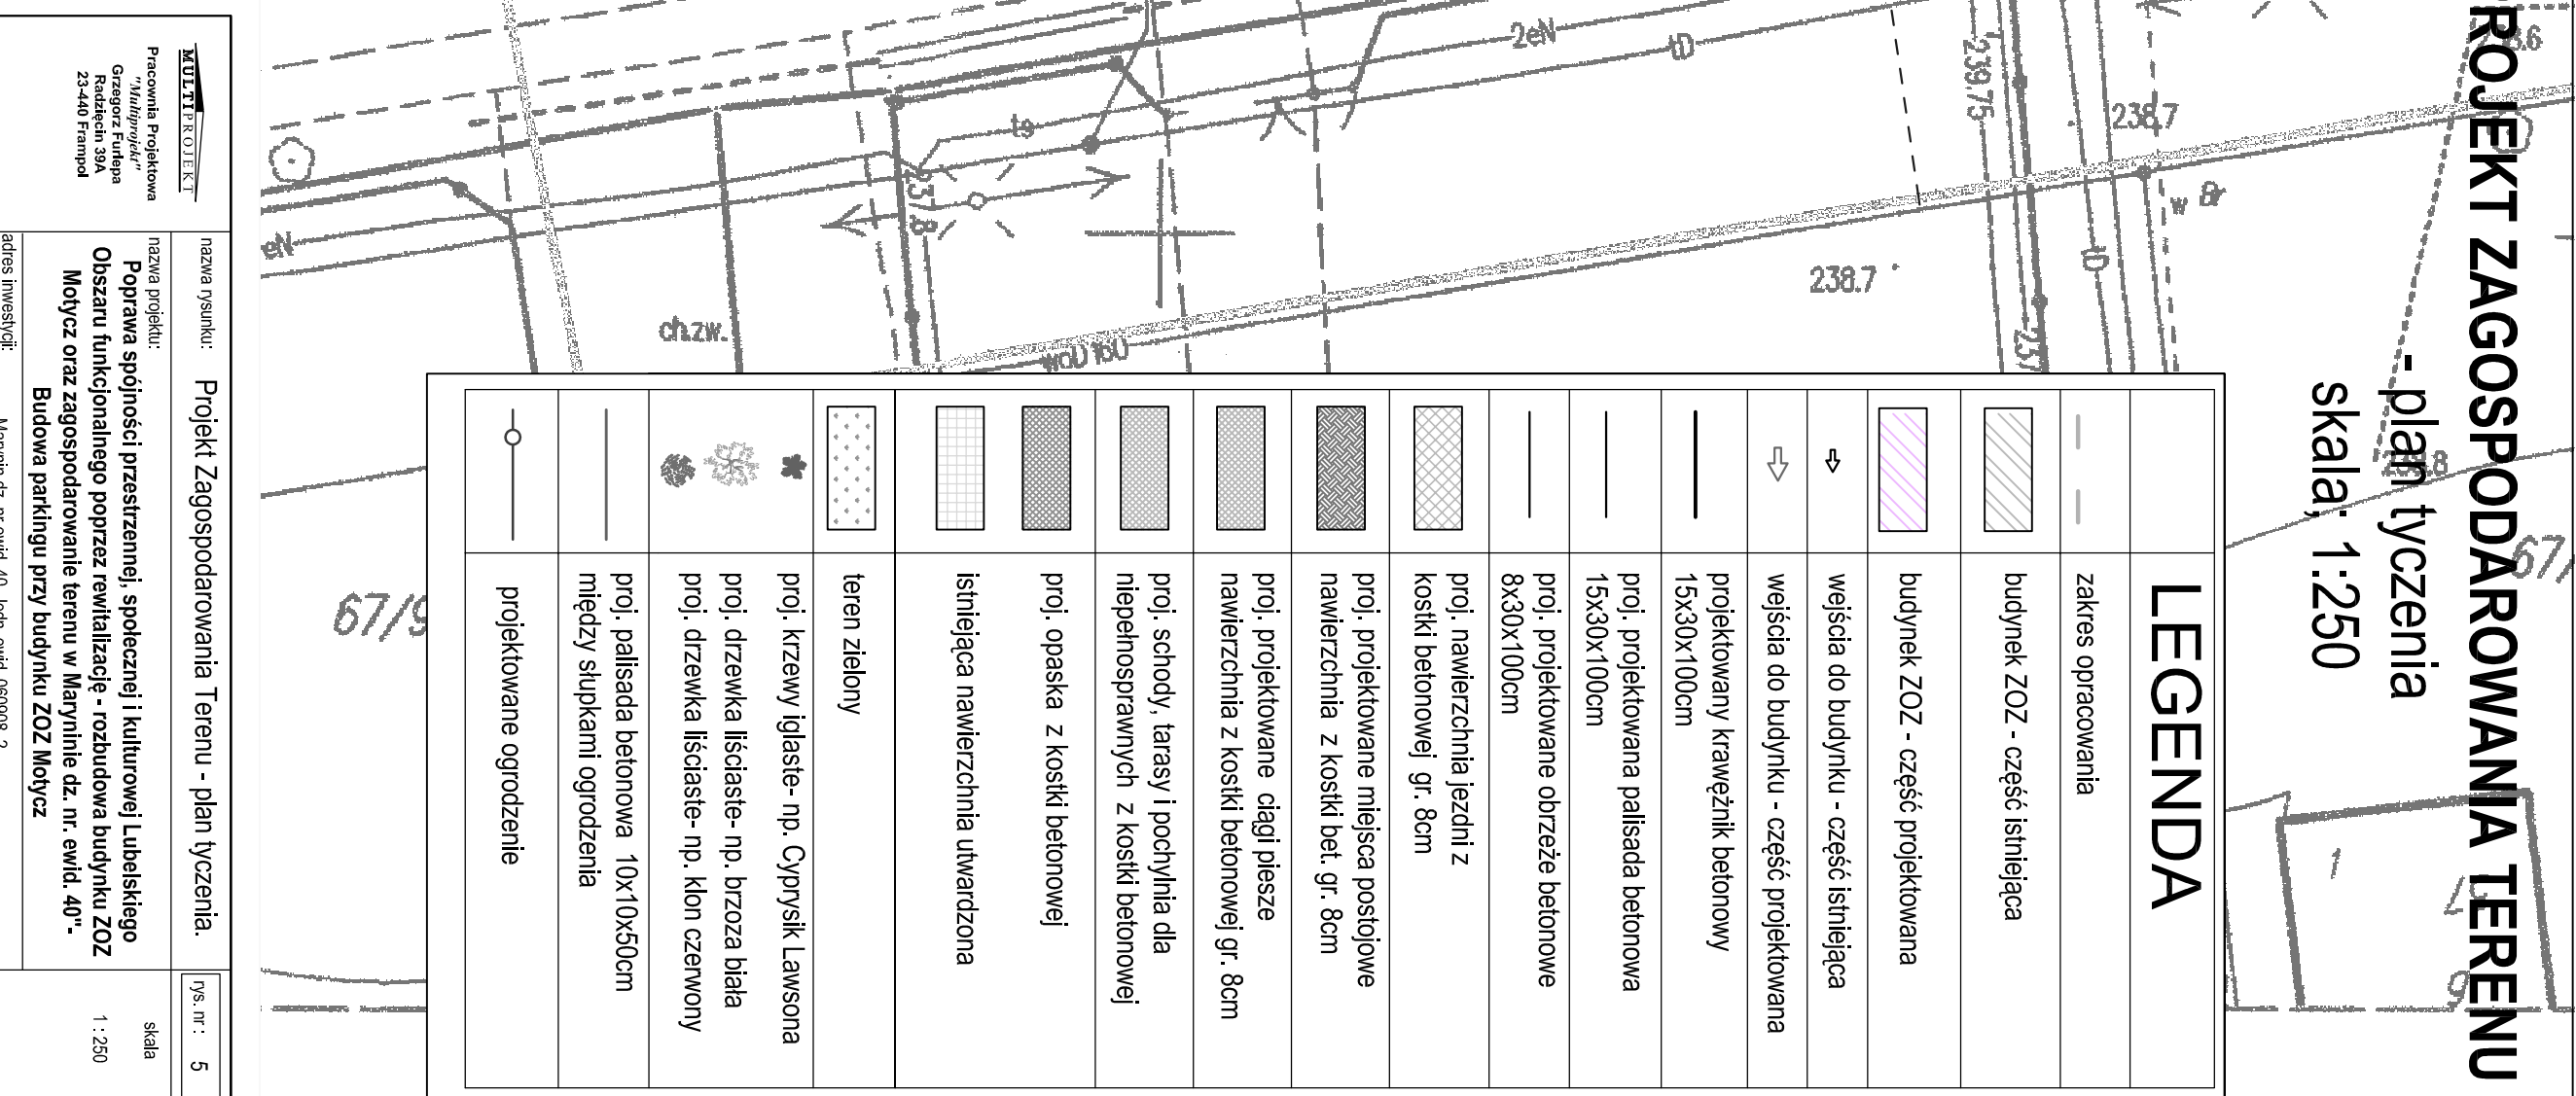 PROJEKT ZAGOSPODAROWANIA TERENU
- plan tyczenia
skala; 1:250
LEGENDA
zakres opracowania
budynek ZOZ - część istniejąca
budynek ZOZ - część projektowana
wejścia do budynku - część istniejąca
wejścia do budynku - część projektowana
projektowany krawężnik betonowy
15x30x100cm
proj. projektowana palisada betonowa
15x30x100cm
proj. projektowane obrzeże betonowe
8x30x100cm
proj. nawierzchnia jezdni z
kostki betonowej gr. 8cm
proj. projektowane miejsca postojowe
nawierzchnia z kostki bet. gr. 8cm
proj. projektowane ciągi piesze
nawierzchnia z kostki betonowej gr. 8cm
proj. schody, tarasy i pochylnia dla
niepełnosprawnych z kostki betonowej
proj. opaska z kostki betonowej
istniejąca nawierzchnia utwardzona
teren zielony
proj. krzewy iglaste- np. Cyprysik Lawsona
proj. drzewka liściaste- np. brzoza biała
proj. drzewka liściaste- np. klon czerwony
proj. palisada betonowa 10x10x50cm
między słupkami ogrodzenia
projektowane ogrodzenie
2eN
tD
239.75
238.7
w Br
tD
238.7
237
ts
237.8
eN
ch.zw.
woD160
67/9
67/
1
MULTIPROJEKT
Pracownia Projektowa
"Multiprojekt"
Grzegorz Furlepa
Radzięcin 39A
23-440 Frampol
nazwa rysunku: Projekt Zagospodarowania Terenu - plan tyczenia.
rys. nr : 5
nazwa projektu:
Poprawa spójności przestrzennej, społecznej i kulturowej Lubelskiego
Obszaru funkcjonalnego poprzez rewitalizację - rozbudowa budynku ZOZ
Motycz oraz zagospodarowanie terenu w Maryninie dz. nr. ewid. 40"-
Budowa parkingu przy budynku ZOZ Motycz
skala
1 : 250
adres inwestycji: